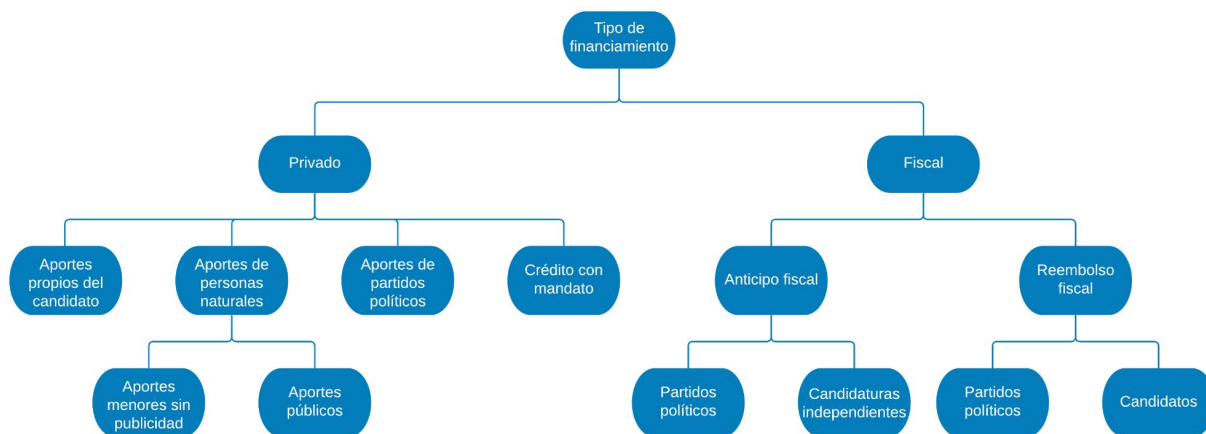 Tipo de
financiamiento
Privado
Fiscal
Aportes
propios del
candidato
Aportes de
personas
naturales
Aportes de
partidos
políticos
Crédito con
mandato
Anticipo fiscal
Reembolso
fiscal
Aportes
menores sin
publicidad
Aportes
públicos
Partidos
políticos
Candidaturas
independientes
Partidos
políticos
Candidatos